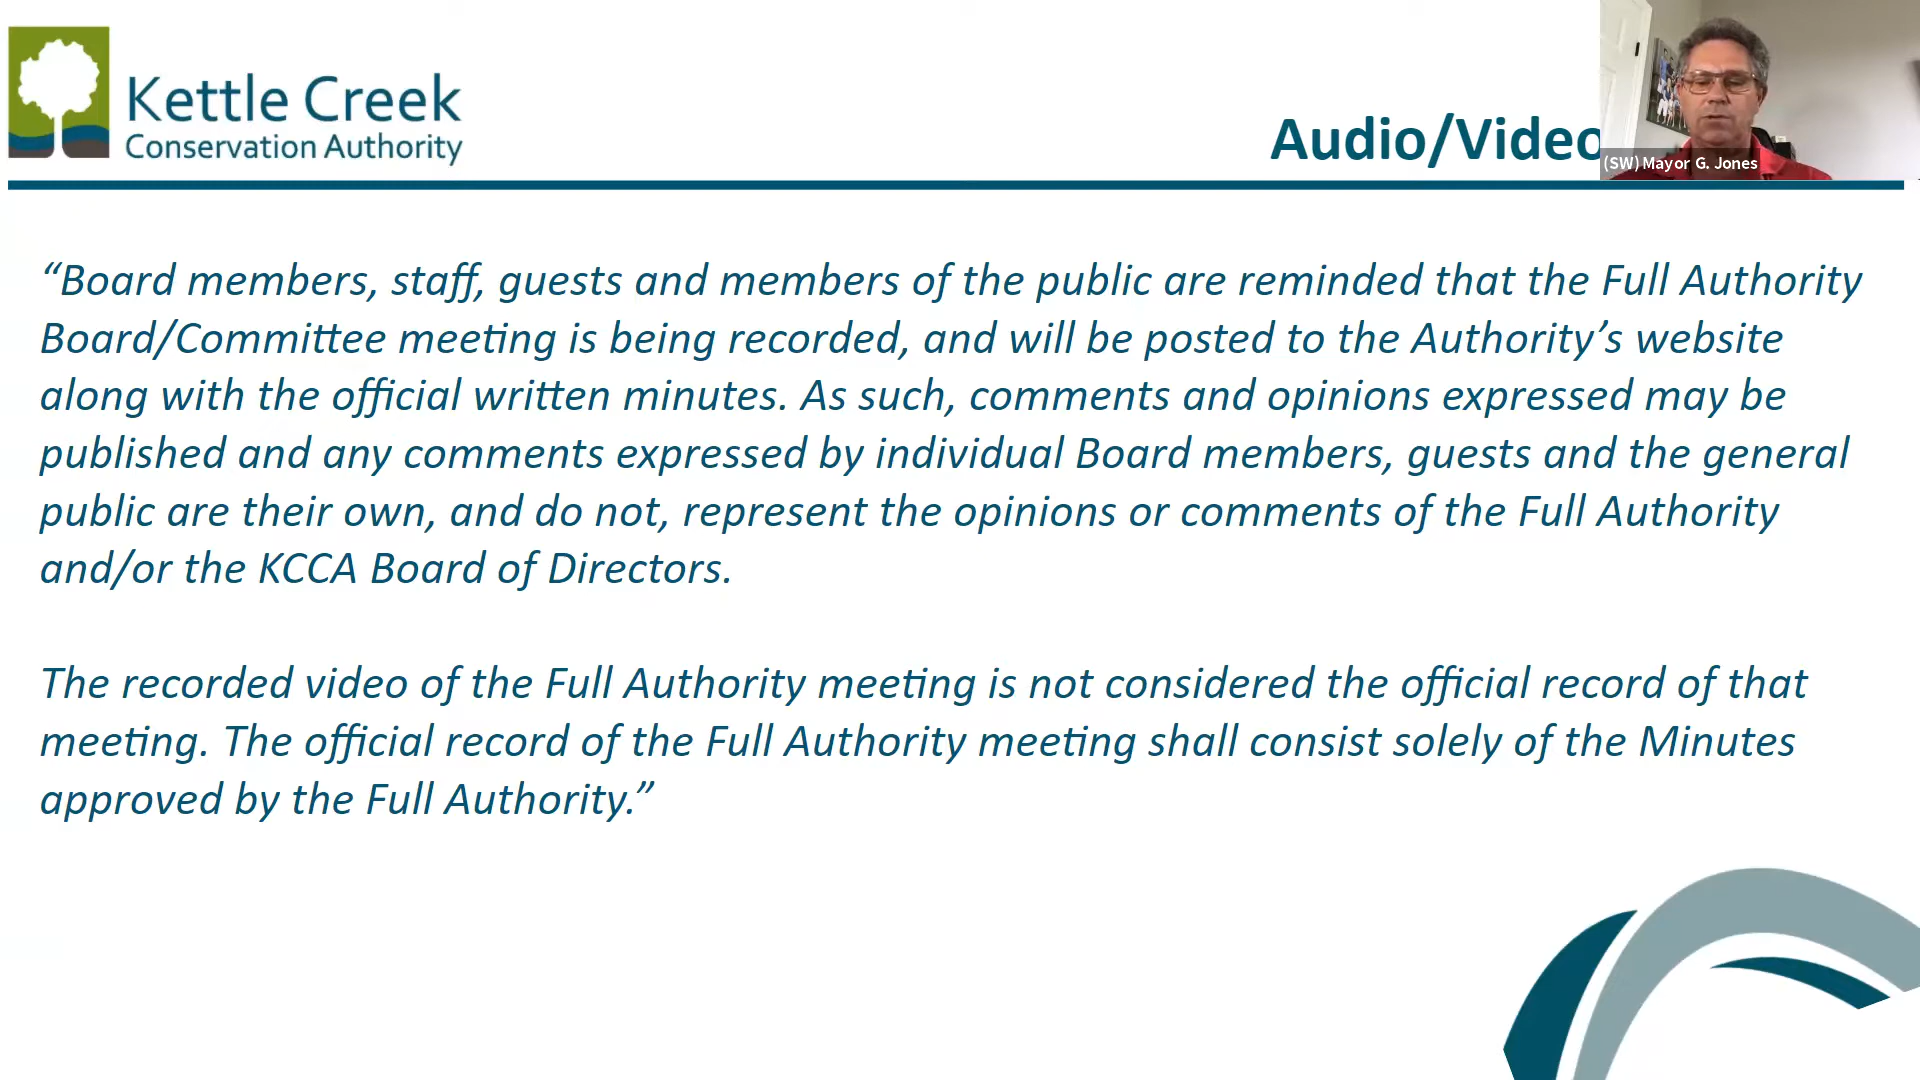 Kettle Creek
Conservation Authority
Audio/Video
(SW) Mayor G. Jones
“Board members, staff, guests and members of the public are reminded that the Full Authority
Board/Committee meeting is being recorded, and will be posted to the Authority’s website
along with the official written minutes. As such, comments and opinions expressed may be
published and any comments expressed by individual Board members, guests and the general
public are their own, and do not, represent the opinions or comments of the Full Authority
and/or the KCCA Board of Directors.
The recorded video of the Full Authority meeting is not considered the official record of that
meeting. The official record of the Full Authority meeting shall consist solely of the Minutes
approved by the Full Authority.”